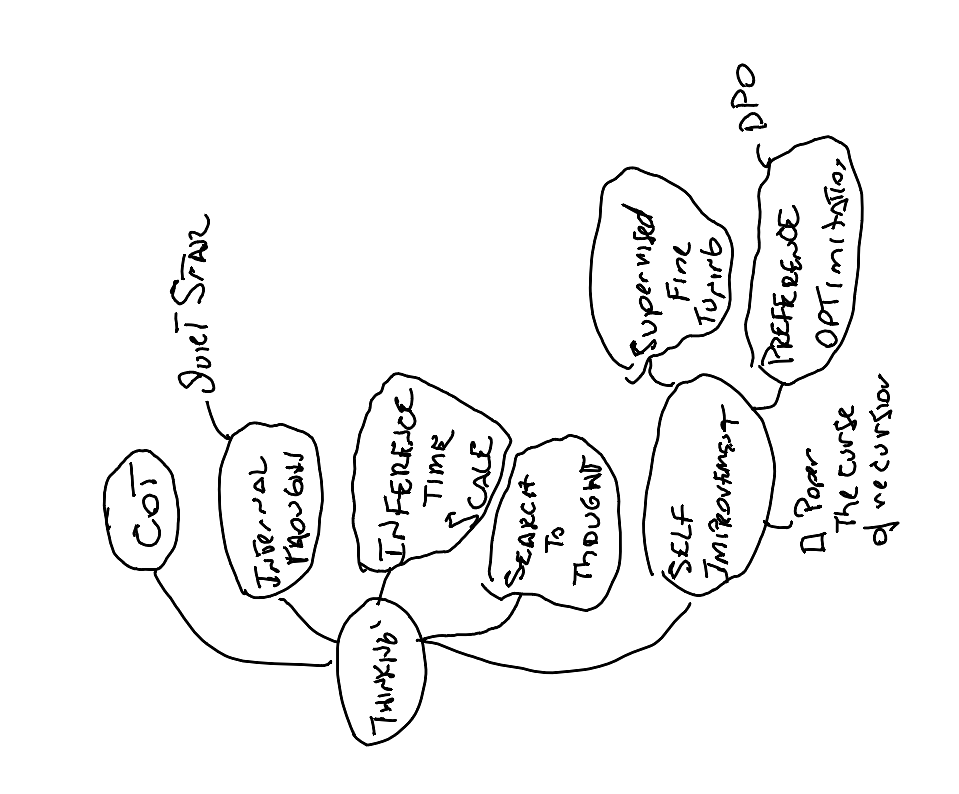 THINKING
COT
INTERNAL
THOUGHT
QUIET STAR
INFERENCE
TIME
SCALE
SEARCH
TO
THOUGHT
SELF
IMPROVEMENT
Supervised
Fine
Tuning
PREFERENCE
OPTimization
DPO
Paper
The curse
of recursion